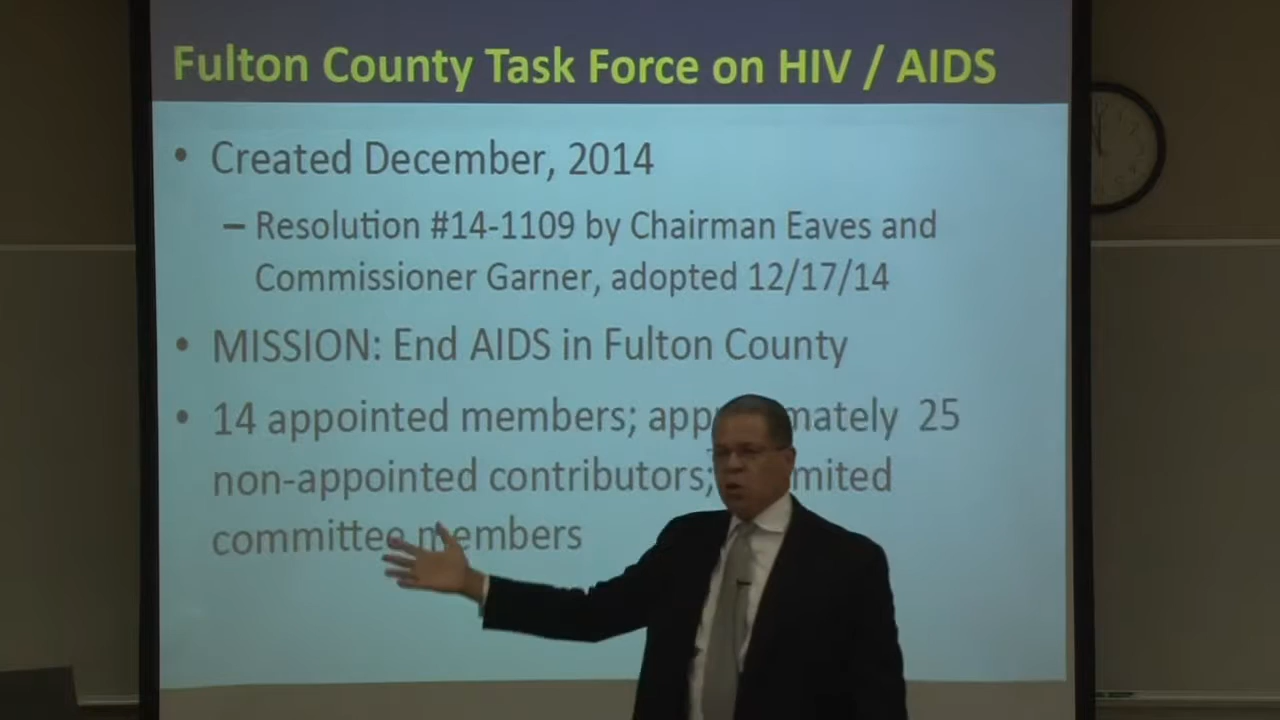 Fulton County Task Force on HIV / AIDS
• Created December, 2014
– Resolution #14-1109 by Chairman Eaves and
Commissioner Garner, adopted 12/17/14
• MISSION: End AIDS in Fulton County
• 14 appointed members; 25
non-appointed contributors;
committee members